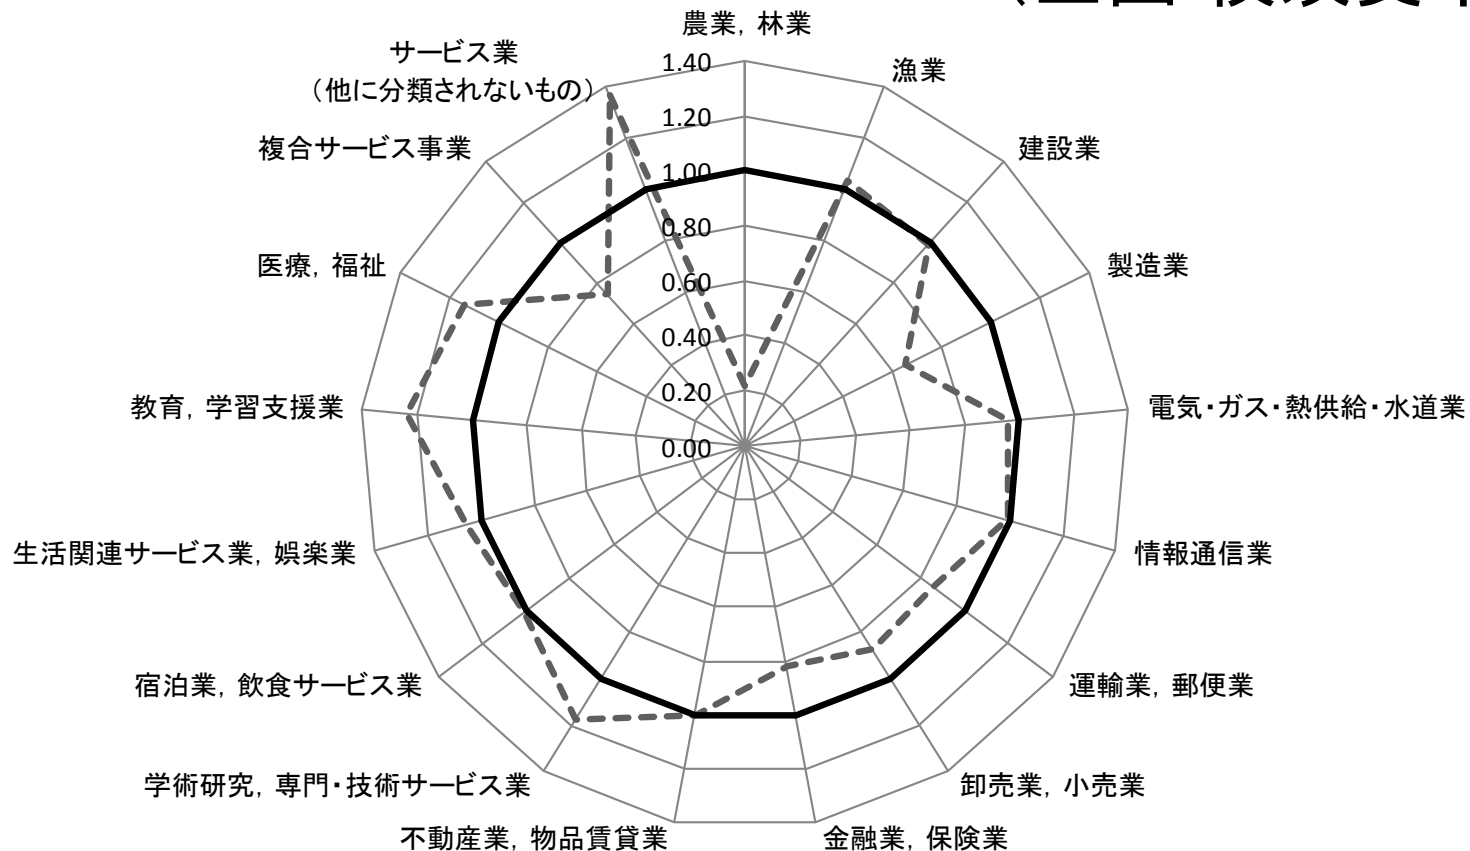 農業, 林業
漁業
建設業
製造業
電気・ガス・熱供給・水道業
情報通信業
運輸業, 郵便業
卸売業, 小売業
金融業, 保険業
不動産業, 物品賃貸業
学術研究, 専門・技術サービス業
宿泊業, 飲食サービス業
生活関連サービス業, 娯楽業
教育, 学習支援業
医療, 福祉
複合サービス事業
サービス業
（他に分類されないもの）
1.40
1.20
1.00
0.80
0.60
0.40
0.20
0.00